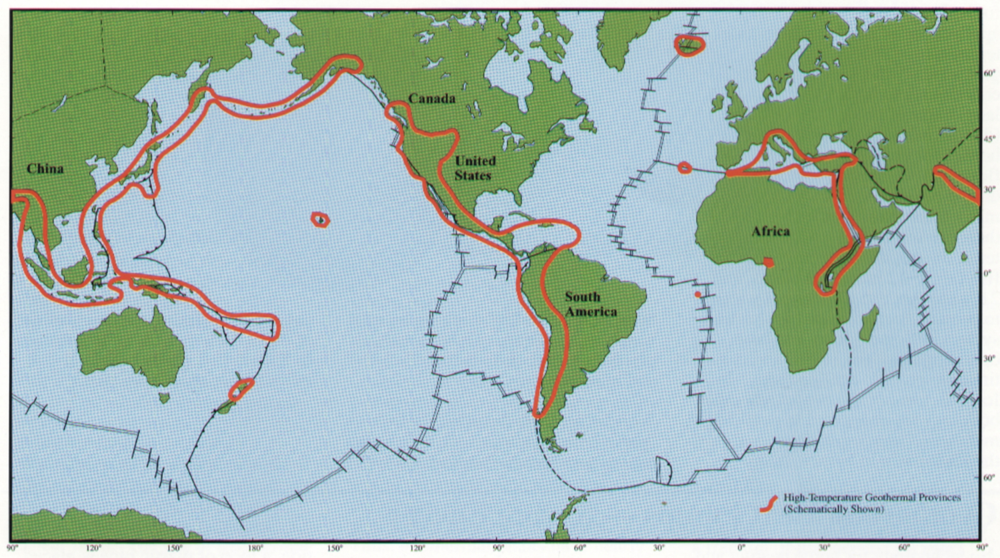 Canada
China
United
States
Africa
South
America
High-Temperature Geothermal Provinces
(Schematically Shown)
60°
45°
30°
0°
30°
60°
90°
120°
150°
180°
150°
120°
90°
60°
30°
0°
30°
60°
90°